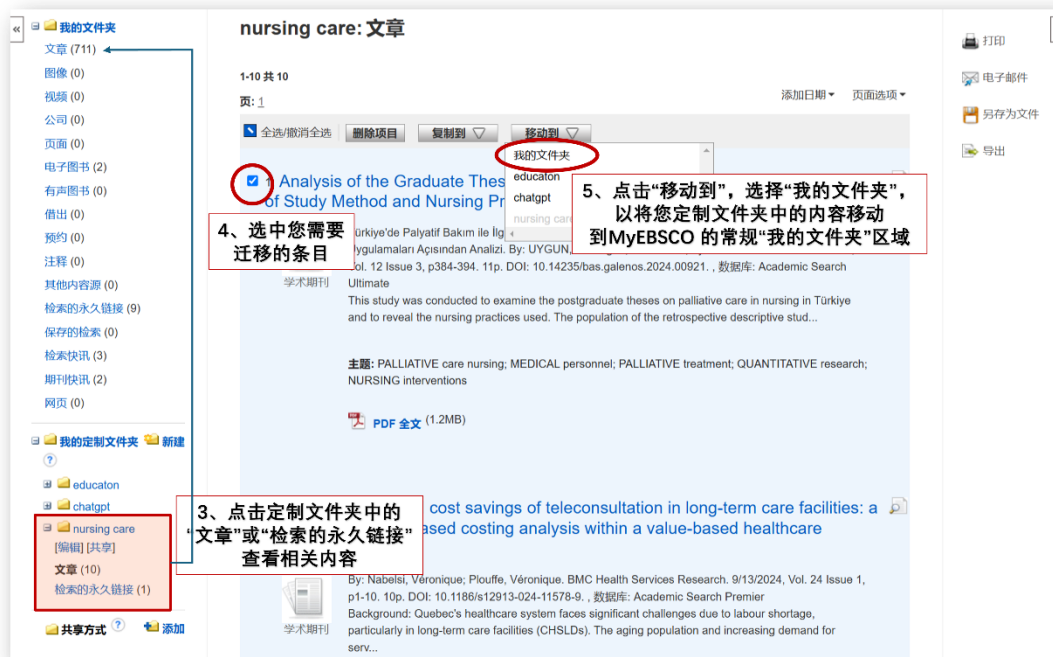 «
我的文件夹
文章 (711)
图像 (0)
视频 (0)
公司 (0)
页面 (0)
电子图书 (2)
有声图书 (0)
借出 (0)
预约 (0)
注释 (0)
其他内容源 (0)
检索的永久链接 (9)
保存的检索 (0)
检索快讯 (3)
期刊快讯 (2)
网页 (0)
我的定制文件夹 新建
?
educaton
chatgpt
nursing care
[编辑] [共享]
文章 (10)
检索的永久链接 (1)
共享方式 ? 添加
3、点击定制文件夹中的
“文章”或“检索的永久链接”
查看相关内容
nursing care: 文章
1-10 共 10
页: 1
添加日期 页面选项
全选/撤消全选 删除项目 复制到 移动到
我的文件夹
educaton
chatgpt
nursing care
Analysis of the Graduate Thes
of Study Method and Nursing Pr
4、选中您需要
迁移的条目
5、点击“移动到”，选择“我的文件夹”，
以将您定制文件夹中的内容移动
到MyEBSCO 的常规“我的文件夹”区域
ürkiye'de Palyatif Bakım ile İlg
Uygulamaları Açısından Analizi. By: UYGUN,
Vol. 12 Issue 3, p384-394. 11p. DOI: 10.14235/bas.galenos.2024.00921. , 数据库: Academic Search
Ultimate
学术期刊
This study was conducted to examine the postgraduate theses on palliative care in nursing in Türkiye
and to reveal the nursing practices used. The population of the retrospective descriptive stud...
主题: PALLIATIVE care nursing; MEDICAL personnel; PALLIATIVE treatment; QUANTITATIVE research;
NURSING interventions
PDF 全文 (1.2MB)
cost savings of teleconsultation in long-term care facilities: a
ased costing analysis within a value-based healthcare
By: Nabelsi, Véronique; Plouffe, Véronique. BMC Health Services Research. 9/13/2024, Vol. 24 Issue 1,
p1-10. 10p. DOI: 10.1186/s12913-024-11578-9. , 数据库: Academic Search Premier
Background: Quebec's healthcare system faces significant challenges due to labour shortage,
学术期刊
particularly in long-term care facilities (CHSLDs). The aging population and increasing demand for
serv...
打印
电子邮件
另存为文件
导出